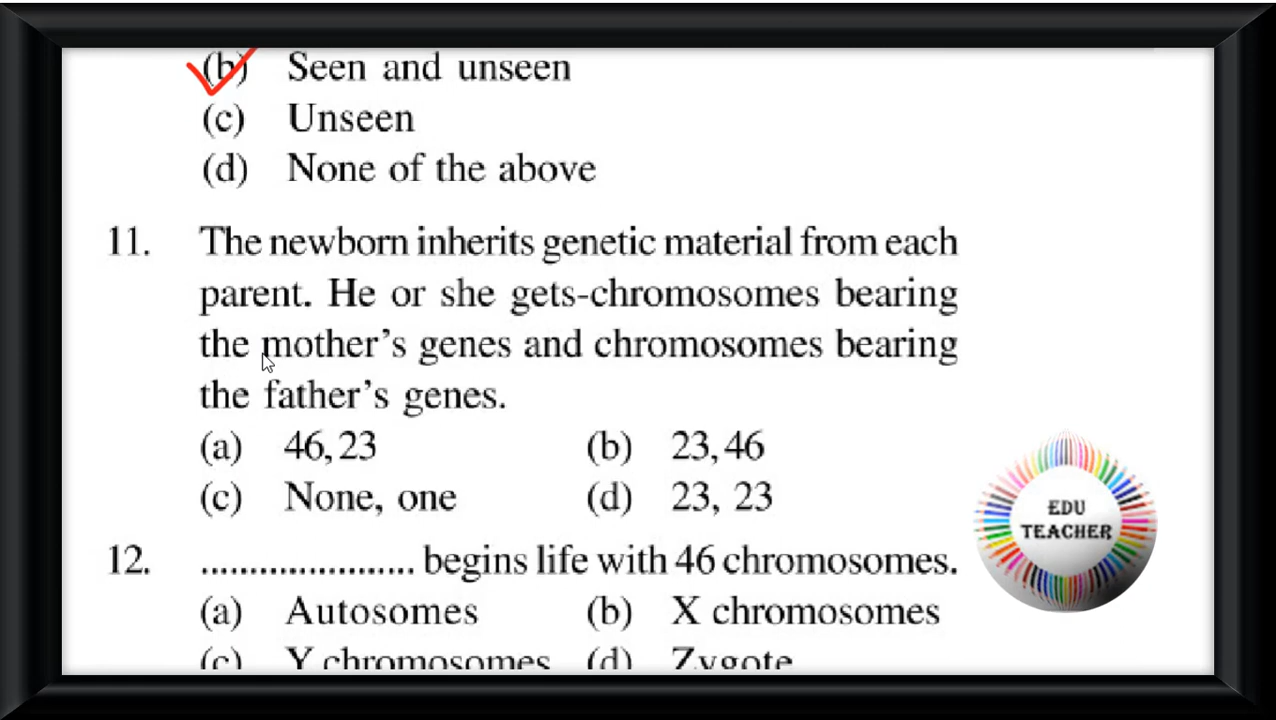 (b) Seen and unseen
(c) Unseen
(d) None of the above
11. The newborn inherits genetic material from each
parent. He or she gets-chromosomes bearing
the mother's genes and chromosomes bearing
the father's genes.
(a) 46, 23 (b) 23, 46
(c) None, one (d) 23, 23
12. ...................... begins life with 46 chromosomes.
(a) Autosomes (b) X chromosomes
(c) Y chromosomes (d) Zygote
EDU
TEACHER